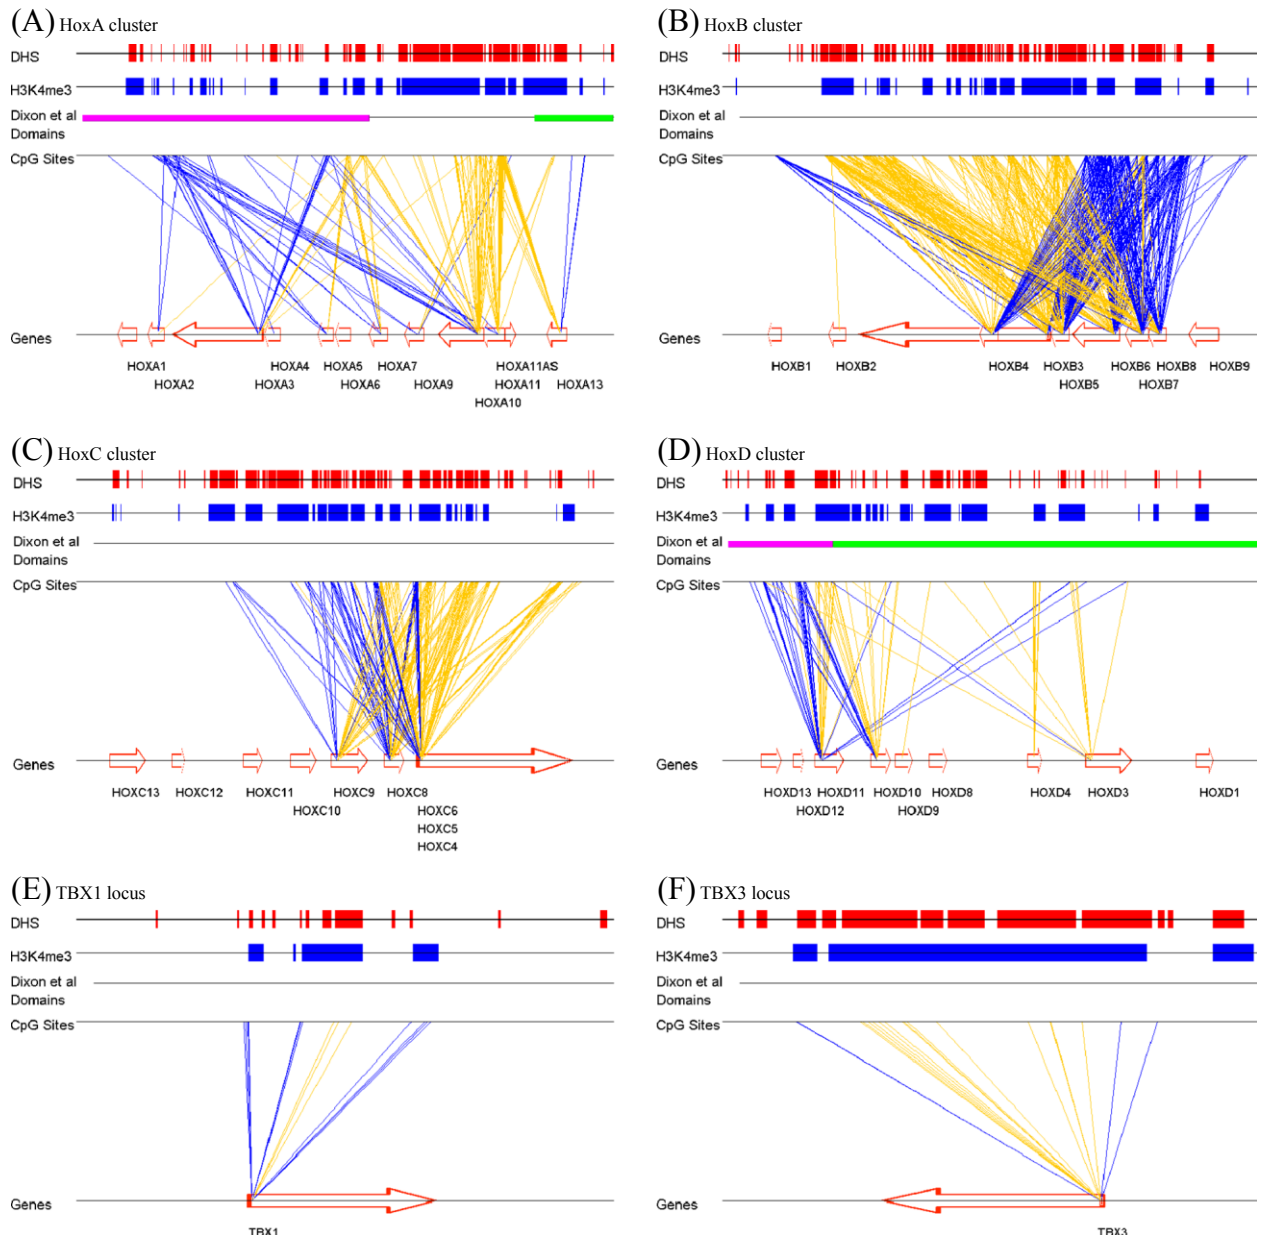 (A) HoxA cluster
DHS
H3K4me3
Dixon et al
Domains
CpG Sites
Genes
HOXA1 HOXA4 HOXA5 HOXA7 HOXA11AS
HOXA2 HOXA3 HOXA6 HOXA9 HOXA11 HOXA13
HOXA10
(B) HoxB cluster
DHS
H3K4me3
Dixon et al
Domains
CpG Sites
Genes
HOXB1 HOXB2 HOXB4 HOXB3 HOXB6 HOXB8 HOXB9
HOXB5 HOXB7
(C) HoxC cluster
DHS
H3K4me3
Dixon et al
Domains
CpG Sites
Genes
HOXC13 HOXC12 HOXC11 HOXC9 HOXC8
HOXC10 HOXC6
HOXC5
HOXC4
(D) HoxD cluster
DHS
H3K4me3
Dixon et al
Domains
CpG Sites
Genes
HOXD13 HOXD11 HOXD10 HOXD8 HOXD4 HOXD3 HOXD1
HOXD12 HOXD9
(E) TBX1 locus
DHS
H3K4me3
Dixon et al
Domains
CpG Sites
Genes
TBX1
(F) TBX3 locus
DHS
H3K4me3
Dixon et al
Domains
CpG Sites
Genes
TBX3